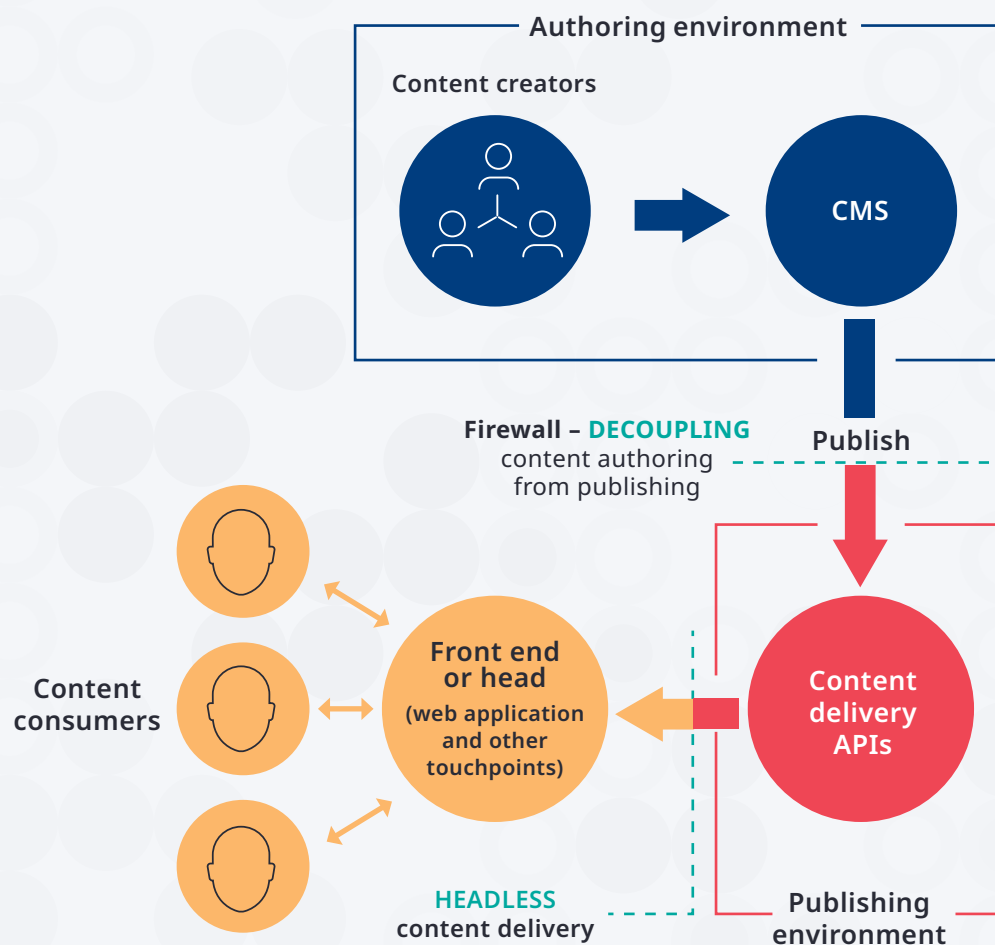 Authoring environment
Content creators
CMS
Firewall – DECOUPLING
content authoring
from publishing
Publish
Content
consumers
Front end
or head
(web application
and other
touchpoints)
Content
delivery
APIs
HEADLESS
content delivery
Publishing
environment